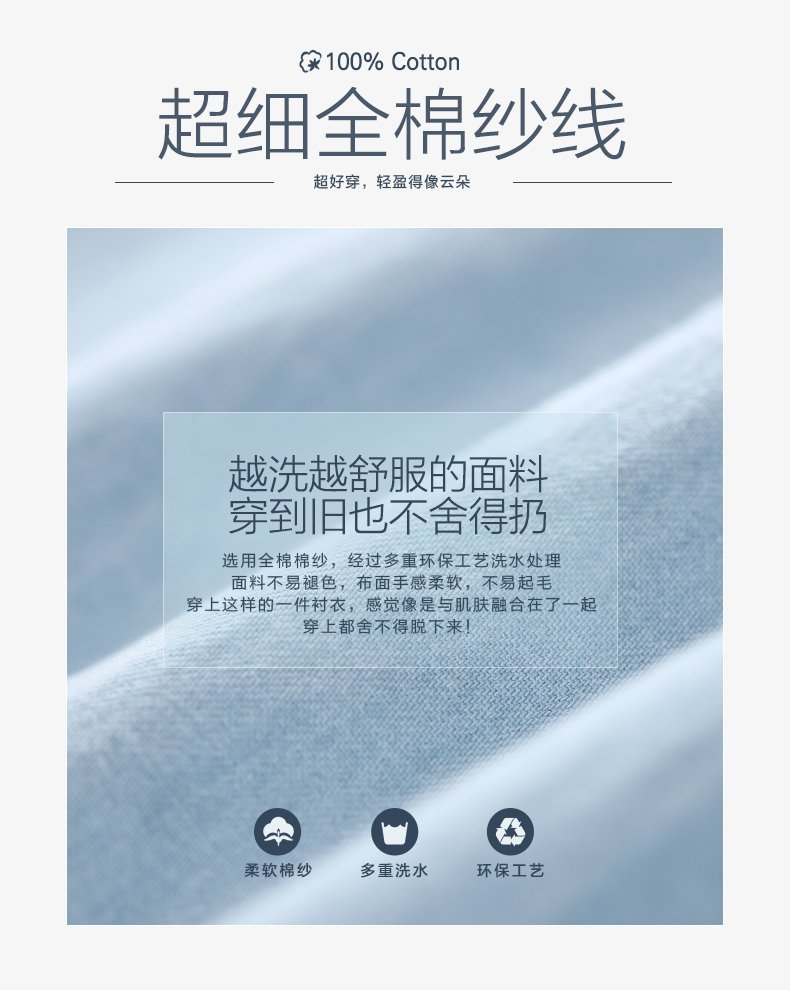 100% Cotton
超细全棉纱线
超好穿，轻盈得像云朵
越洗越舒服的面料
穿到旧也不舍得扔
选用全棉棉纱，经过多重环保工艺洗水处理
面料不易褪色，布面手感柔软，不易起毛
穿上这样的一件衬衣，感觉像是与肌肤融合在了一起
穿上都舍不得脱下来！
柔软棉纱 多重洗水 环保工艺